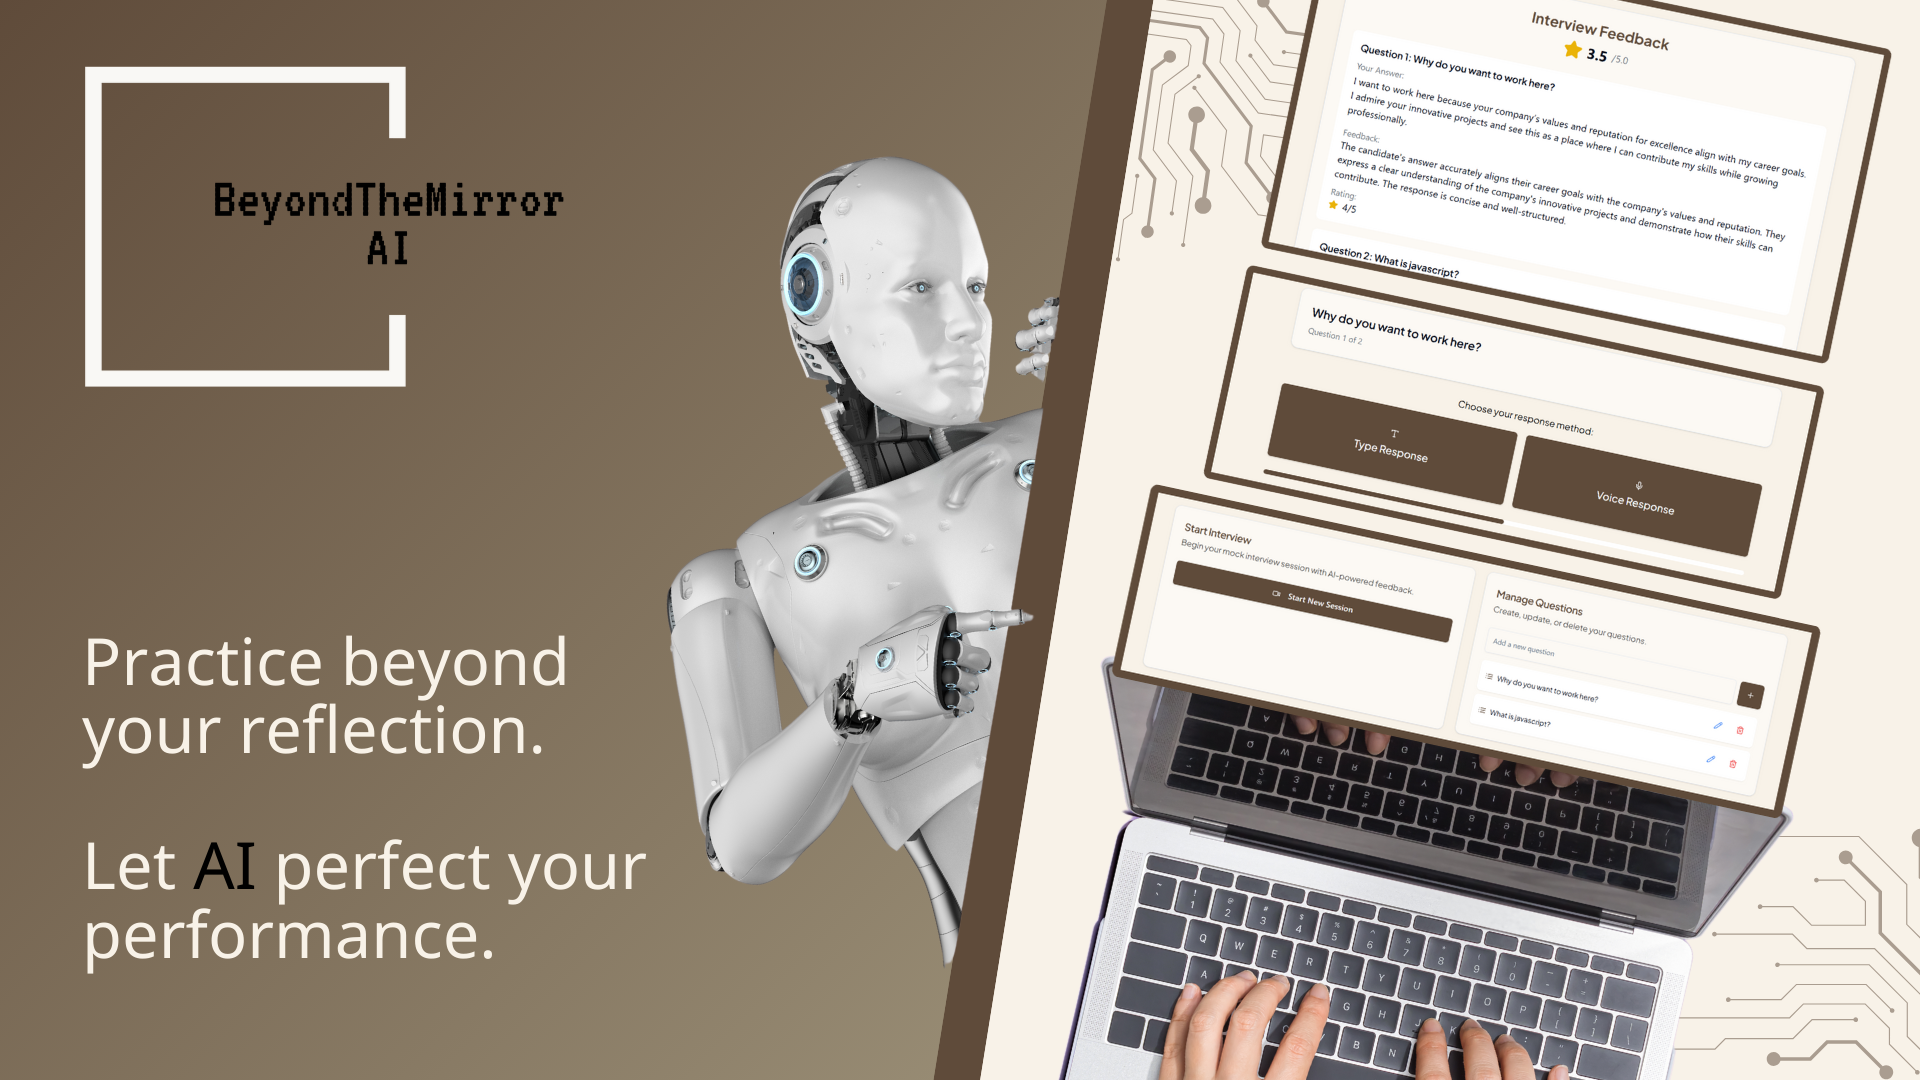 BeyondTheMirror
AI
Practice beyond
your reflection.
Let AI perfect your
performance.
Interview Feedback
3.5 /5.0
Question 1: Why do you want to work here?
Your Answer:
I want to work here because your company's values and reputation for excellence align with my career goals.
I admire your innovative projects and see this as a place where I can contribute my skills while growing
professionally.
Feedback:
The candidate's answer accurately aligns their career goals with the company's values and reputation. They
express a clear understanding of the company's innovative projects and demonstrate how their skills can
contribute. The response is concise and well-structured.
Rating:
4/5
Question 2: What is javascript?
Why do you want to work here?
Question 1 of 2
Choose your response method:
Type Response
Voice Response
Start Interview
Begin your mock interview session with AI-powered feedback.
Start New Session
Manage Questions
Create, update, or delete your questions.
Add a new question
Why do you want to work here?
What is javascript?